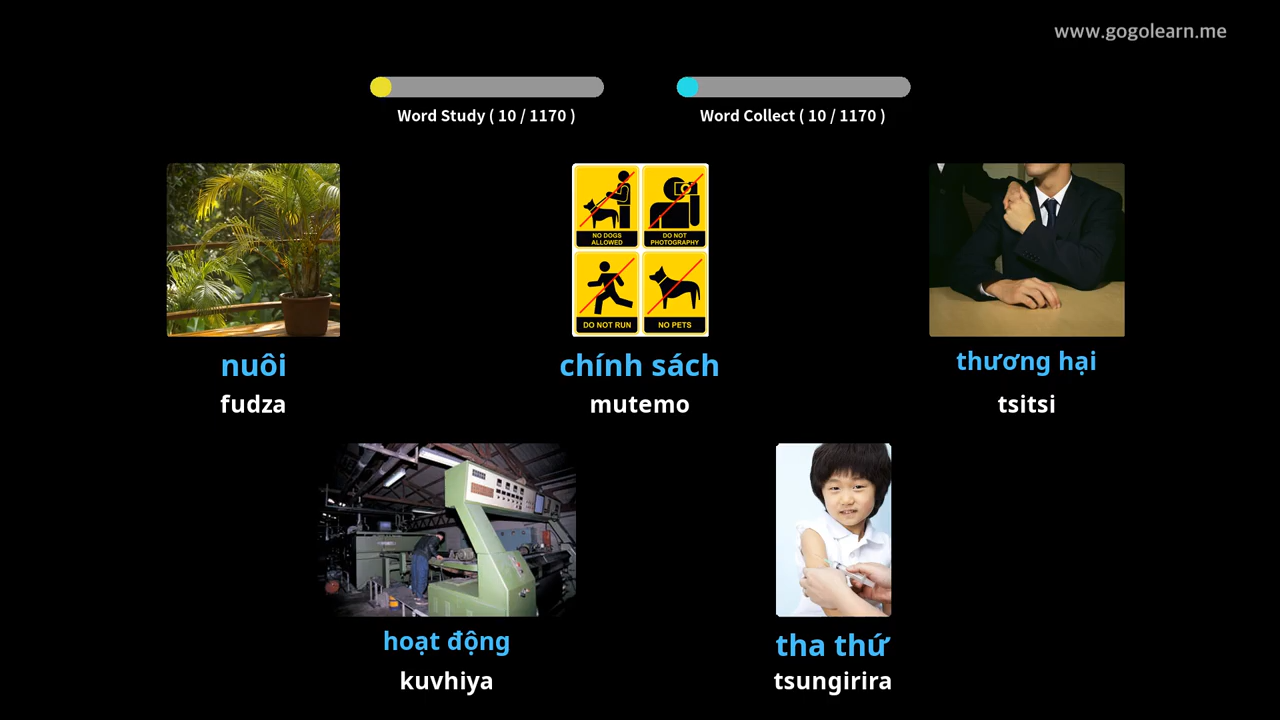 www.gogolearn.me
Word Study ( 10 / 1170 )
Word Collect ( 10 / 1170 )
NO DOGS
ALLOWED
DO NOT
PHOTOGRAPHY
DO NOT RUN
NO PETS
nuôi
fudza
chính sách
mutemo
thương hại
tsitsi
hoạt động
kuvhiya
tha thứ
tsungirira